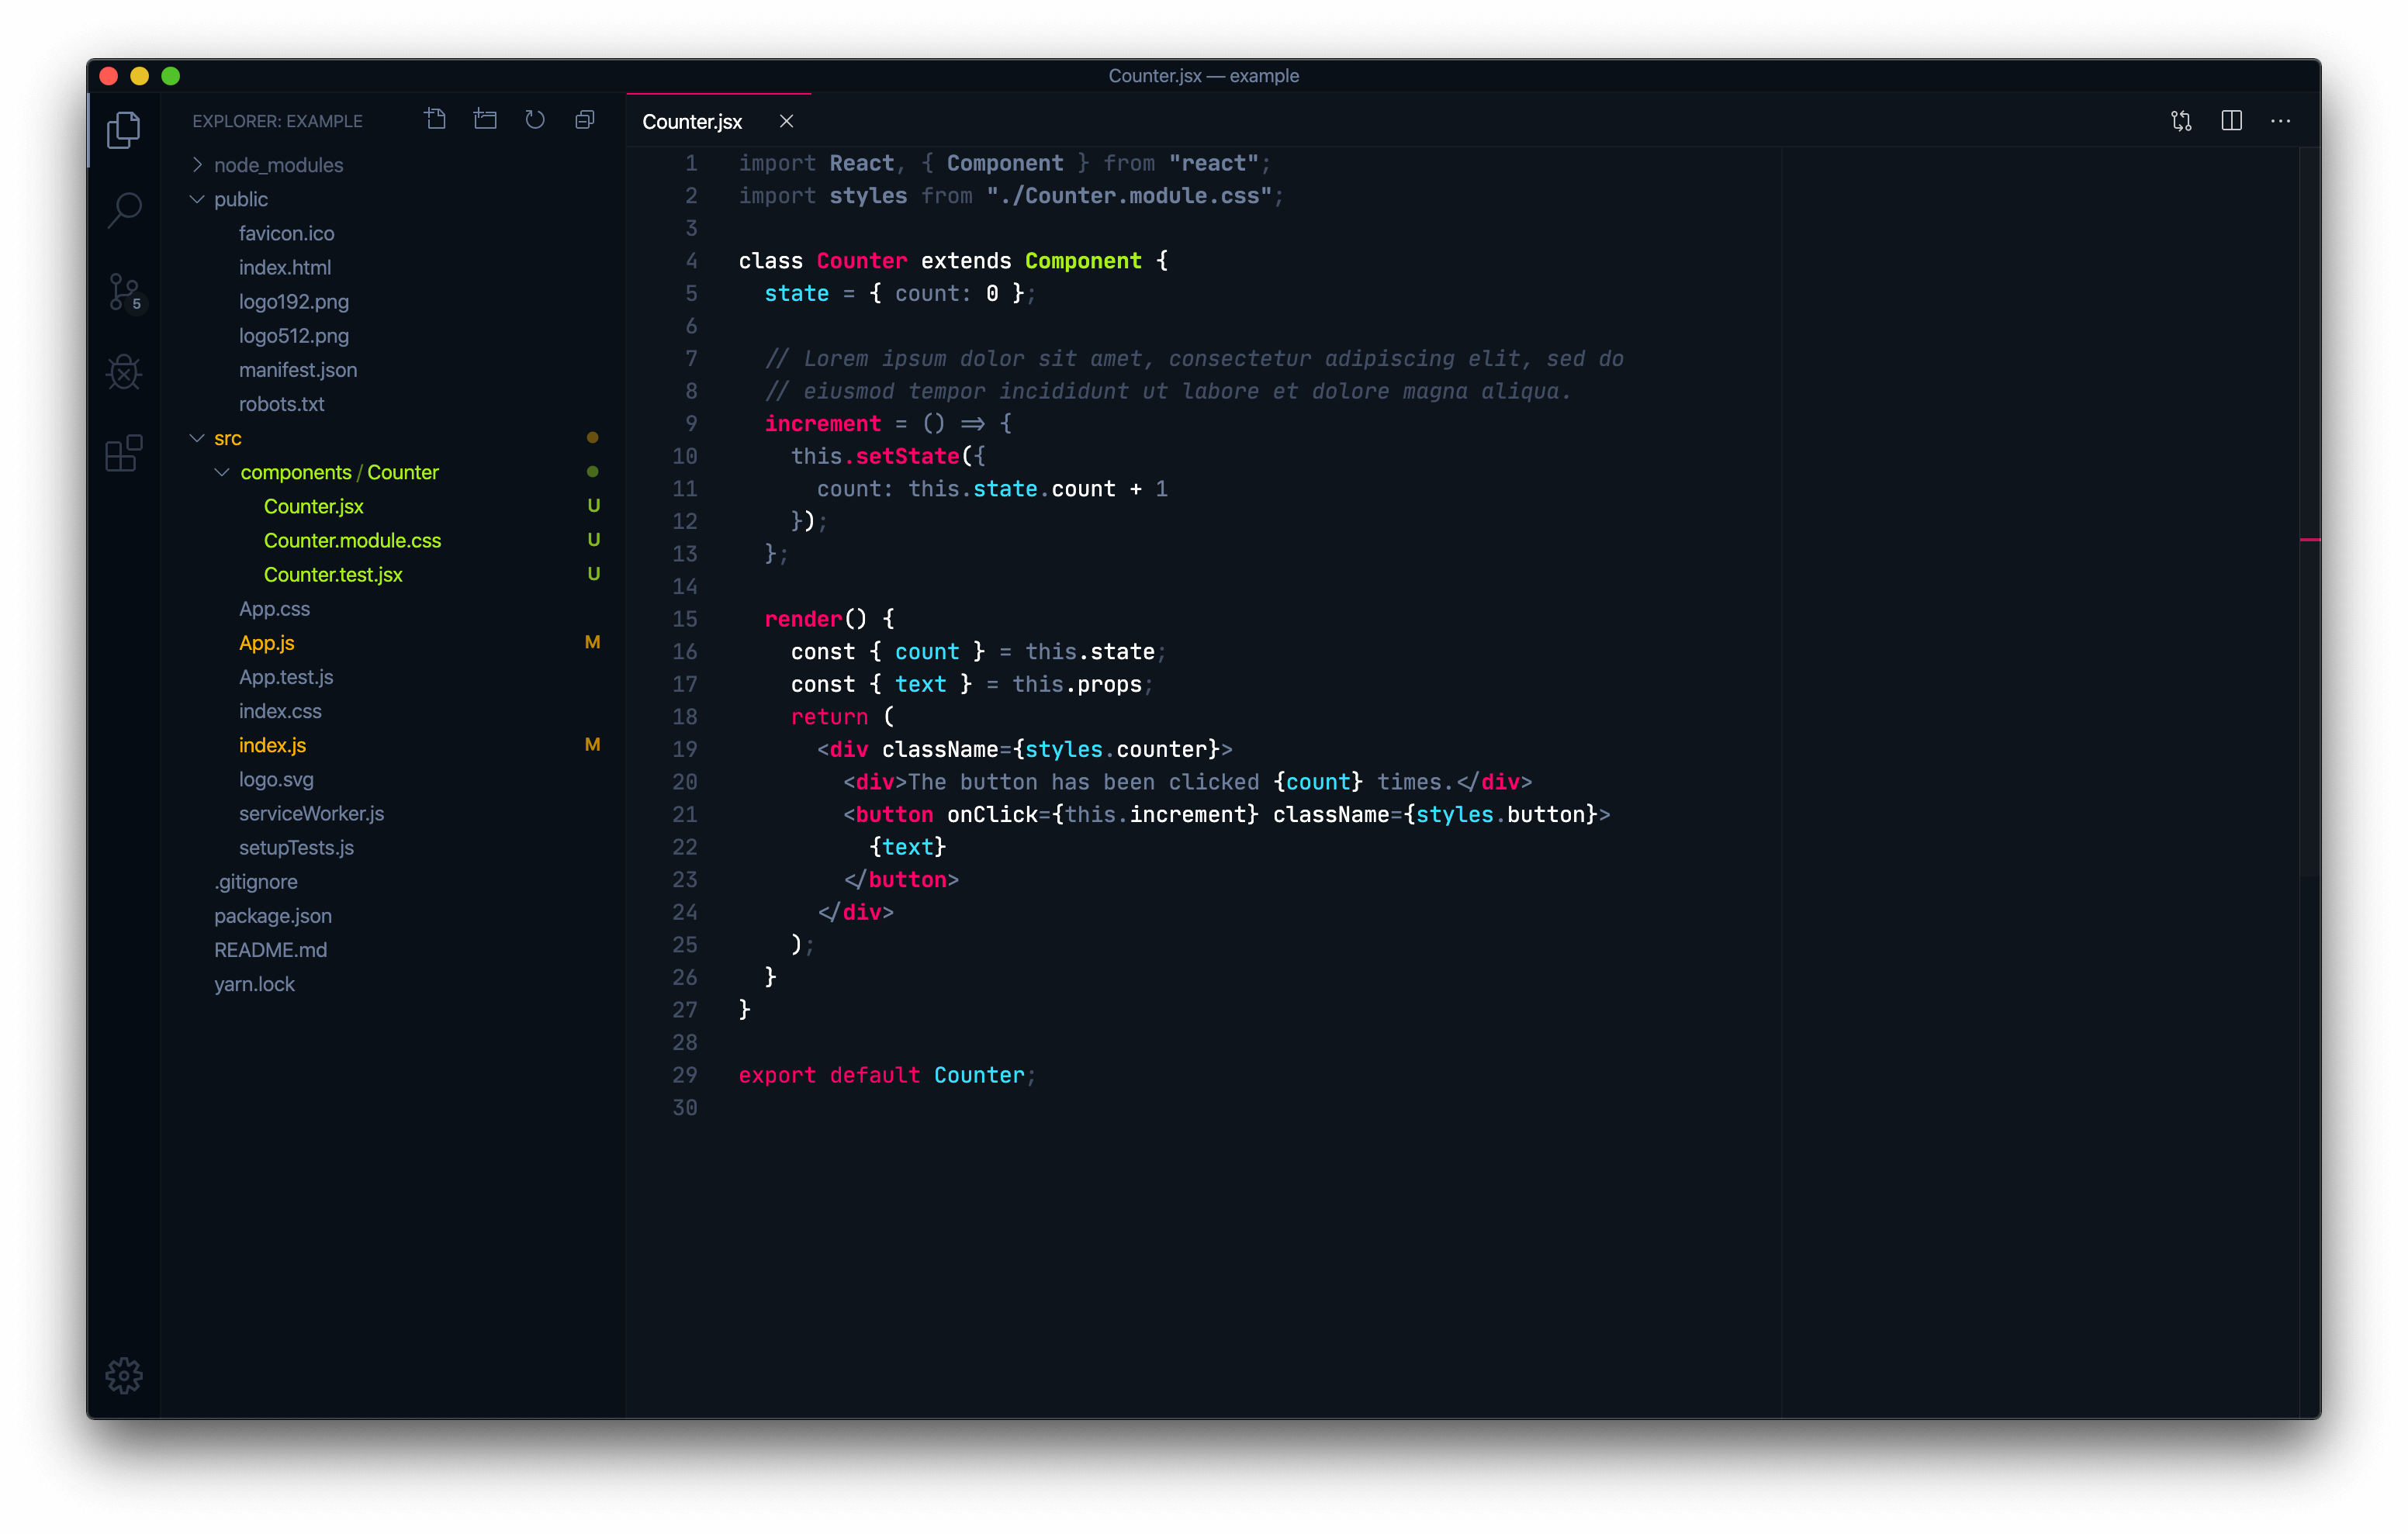 Counter.jsx — example
EXPLORER: EXAMPLE
node_modules
public
favicon.ico
index.html
logo192.png
logo512.png
manifest.json
robots.txt
src
components / Counter
Counter.jsx U
Counter.module.css U
Counter.test.jsx U
App.css
App.js M
App.test.js
index.css
index.js M
logo.svg
serviceWorker.js
setupTests.js
.gitignore
package.json
README.md
yarn.lock
5
Counter.jsx
1 import React, { Component } from "react";
2 import styles from "./Counter.module.css";
3
4 class Counter extends Component {
5   state = { count: 0 };
6
7   // Lorem ipsum dolor sit amet, consectetur adipiscing elit, sed do
8   // eiusmod tempor incididunt ut labore et dolore magna aliqua.
9   increment = () => {
10     this.setState({
11       count: this.state.count + 1
12     });
13   };
14
15   render() {
16     const { count } = this.state;
17     const { text } = this.props;
18     return (
19       <div className={styles.counter}>
20         <div>The button has been clicked {count} times.</div>
21         <button onClick={this.increment} className={styles.button}>
22           {text}
23         </button>
24       </div>
25     );
26   }
27 }
28
29 export default Counter;
30